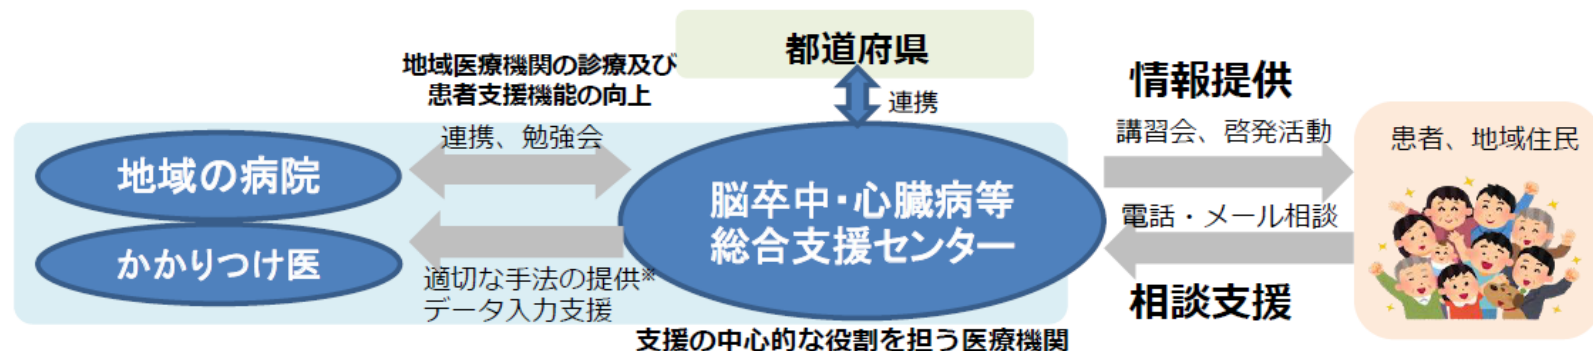 都道府県
連携
地域医療機関の診療及び
患者支援機能の向上
連携、勉強会
地域の病院
かかりつけ医
適切な手法の提供※
データ入力支援
脳卒中・心臓病等
総合支援センター
支援の中心的な役割を担う医療機関
情報提供
講習会、啓発活動
電話・メール相談
相談支援
患者、地域住民